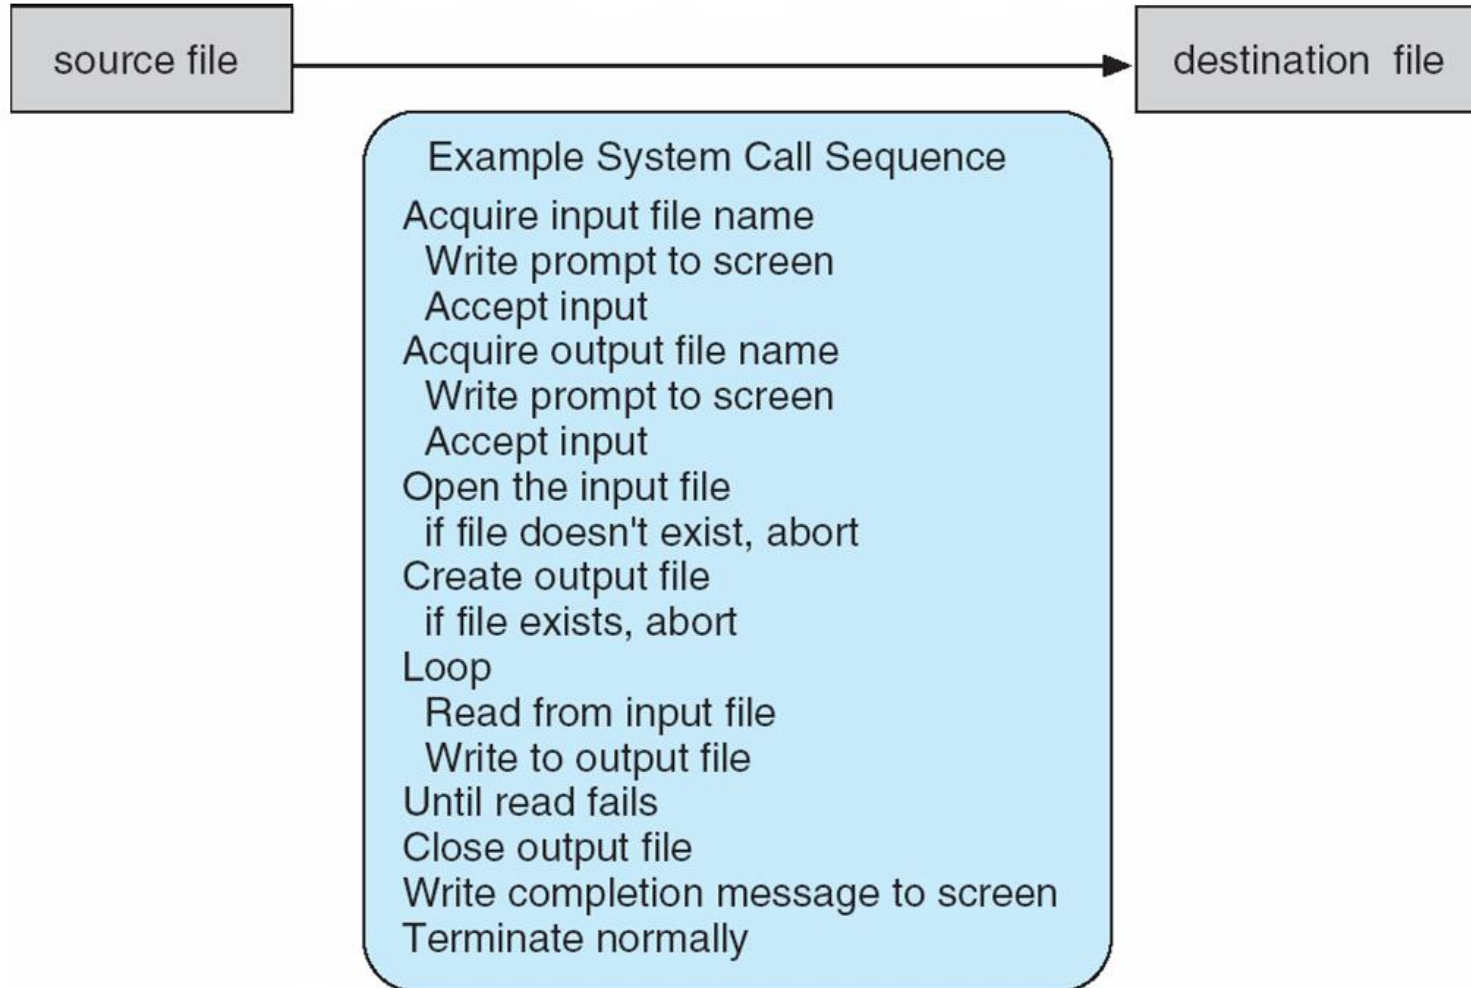 source file
destination file
Example System Call Sequence
Acquire input file name
Write prompt to screen
Accept input
Acquire output file name
Write prompt to screen
Accept input
Open the input file
if file doesn't exist, abort
Create output file
if file exists, abort
Loop
Read from input file
Write to output file
Until read fails
Close output file
Write completion message to screen
Terminate normally